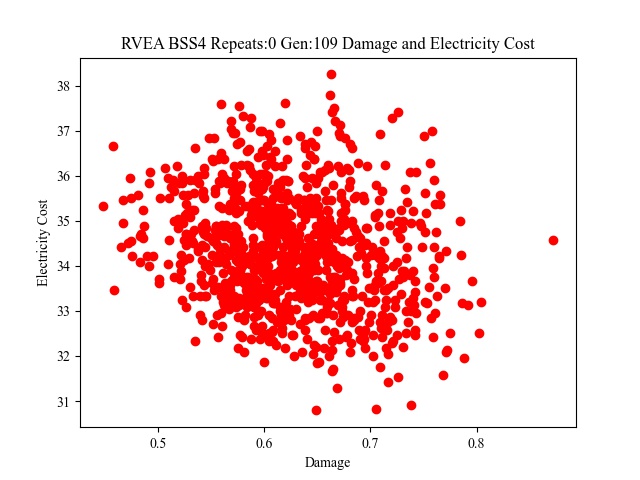 RVEA BSS4 Repeats:0 Gen:109 Damage and Electricity Cost
38
37
36
35
34
33
32
31
Electricity Cost
0.5 0.6 0.7 0.8
Damage